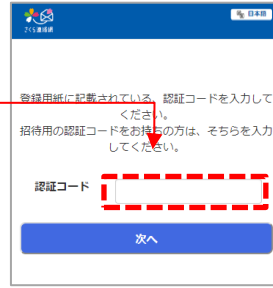 さくら連絡網
日本語
登録用紙に記載されている、認証コードを入力して
ください。
招待用の認証コードをお持ちの方は、そちらを入力
してください。
認証コード
次へ